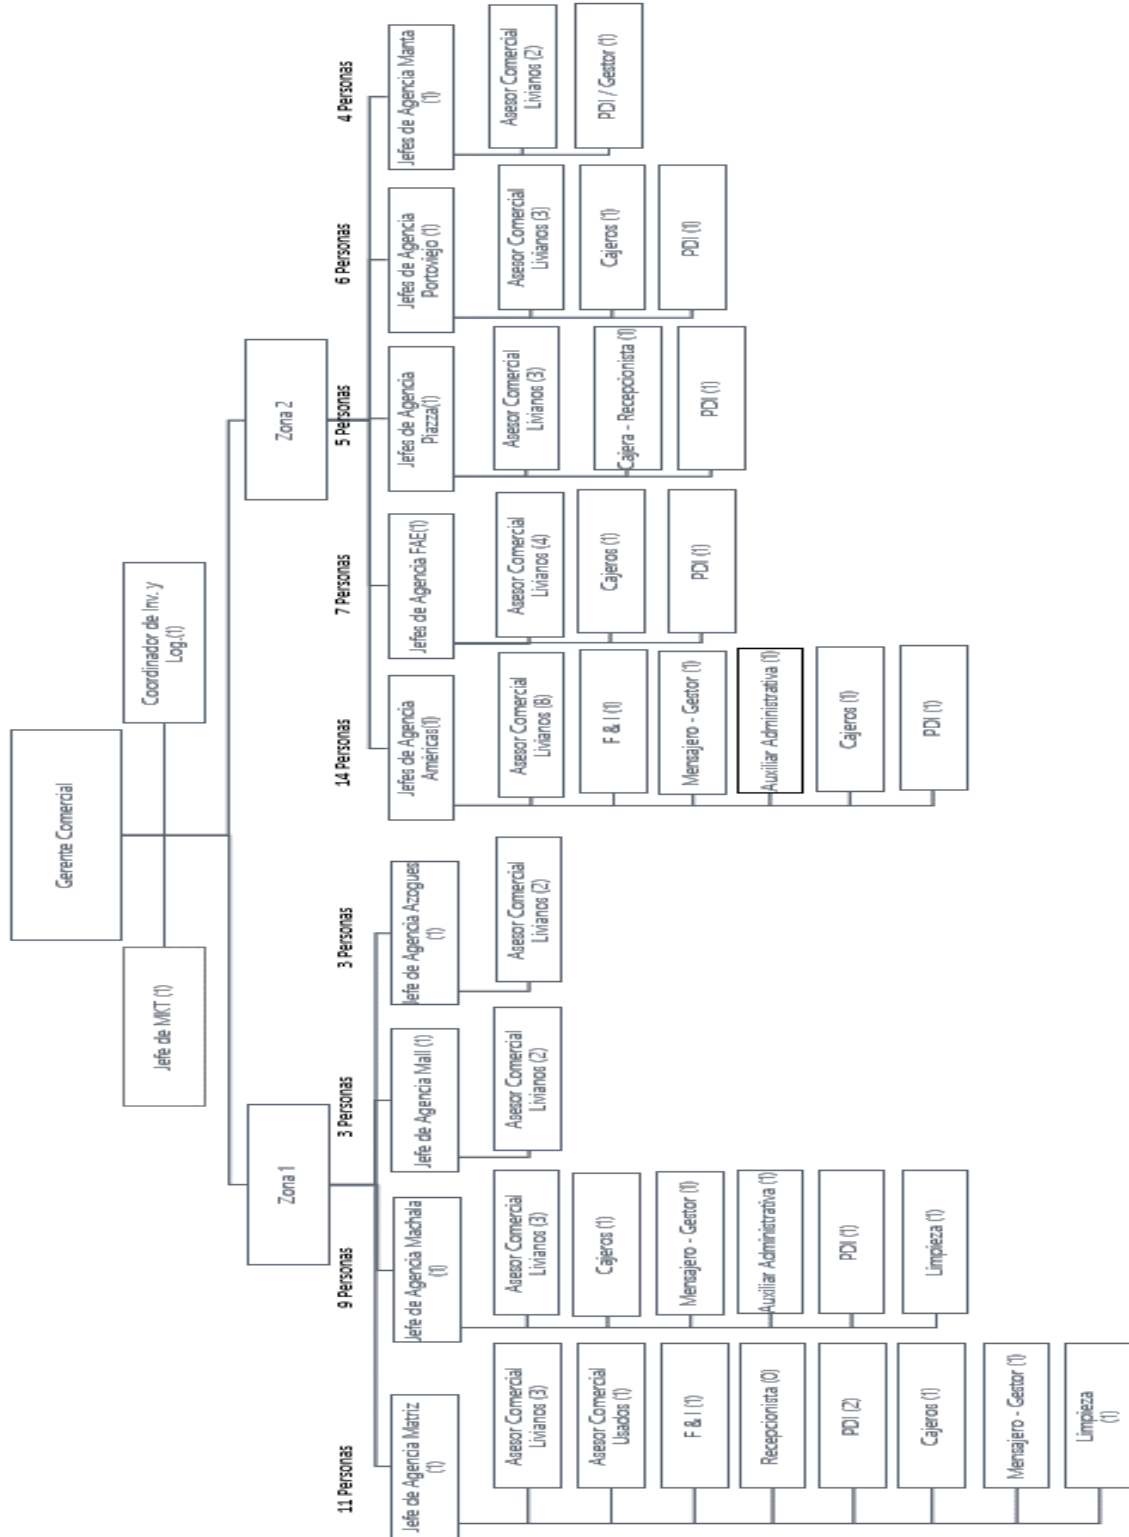 Gerente Comercial
Jefe de MKT (1)
Coordinador de Inv. y
Log.(1)
Zona 1
Zona 2
11 Personas
Jefe de Agencia Matriz
(1)
Asesor Comercial
Livianos (3)
Asesor Comercial
Usados (1)
F & I (1)
Recepcionista (0)
PDI (2)
Cajeros (1)
Mensajero - Gestor (1)
Limpieza
(1)
9 Personas
Jefe de Agencia Machala
(1)
Asesor Comercial
Livianos (3)
Cajeros (1)
Mensajero - Gestor (1)
Auxiliar Administrativa (1)
PDI (1)
Limpieza (1)
3 Personas
Jefe de Agencia Mall (1)
Asesor Comercial
Livianos (2)
3 Personas
Jefe de Agencia Azogues
(1)
Asesor Comercial
Livianos (2)
14 Personas
Jefes de Agencia
Américas(1)
Asesor Comercial
Livianos (8)
F & I (1)
Mensajero - Gestor (1)
Auxiliar Administrativa (1)
Cajeros (1)
PDI (1)
7 Personas
Jefes de Agencia FAE(1)
Asesor Comercial
Livianos (4)
Cajeros (1)
PDI (1)
5 Personas
Jefes de Agencia
Piazza(1)
Asesor Comercial
Livianos (3)
Cajera – Recepcionista (1)
PDI (1)
6 Personas
Jefes de Agencia
Portoviejo (1)
Asesor Comercial
Livianos (3)
Cajeros (1)
PDI (1)
4 Personas
Jefes de Agencia Manta
(1)
Asesor Comercial
Livianos (2)
PDI / Gestor (1)